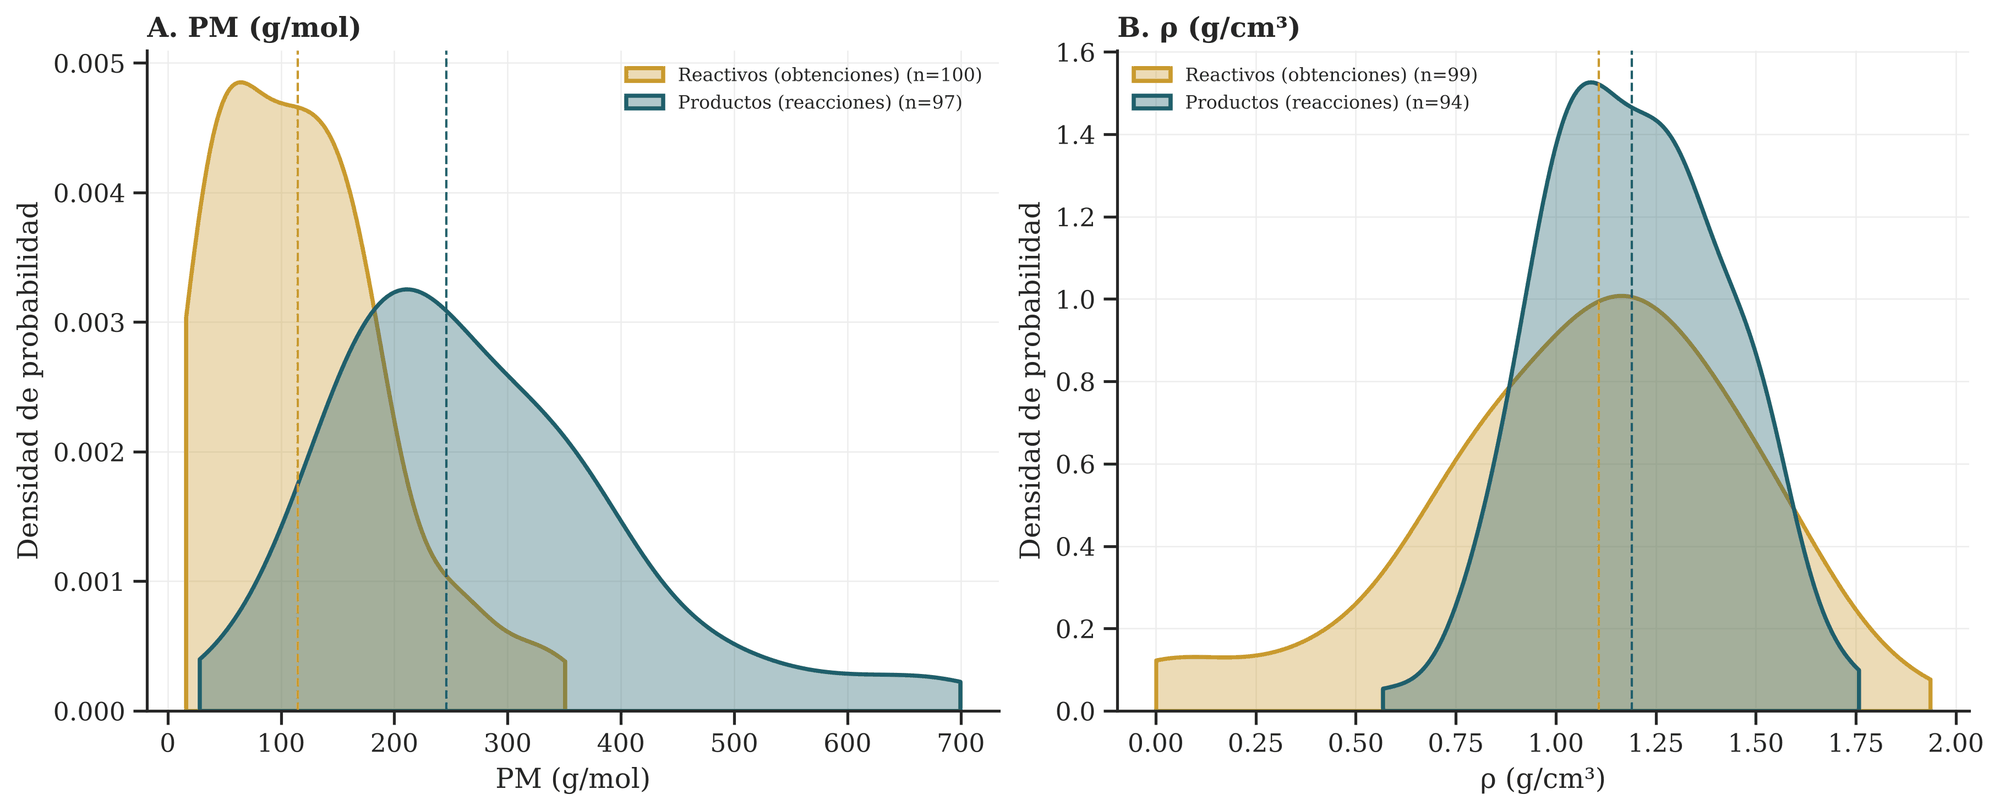 A. PM (g/mol)
Reactivos (obtenciones) (n=100)
Productos (reacciones) (n=97)
Densidad de probabilidad
0.005
0.004
0.003
0.002
0.001
0.000
0 100 200 300 400 500 600 700
PM (g/mol)
B. ρ (g/cm³)
Reactivos (obtenciones) (n=99)
Productos (reacciones) (n=94)
Densidad de probabilidad
1.6
1.4
1.2
1.0
0.8
0.6
0.4
0.2
0.0
0.00 0.25 0.50 0.75 1.00 1.25 1.50 1.75 2.00
ρ (g/cm³)